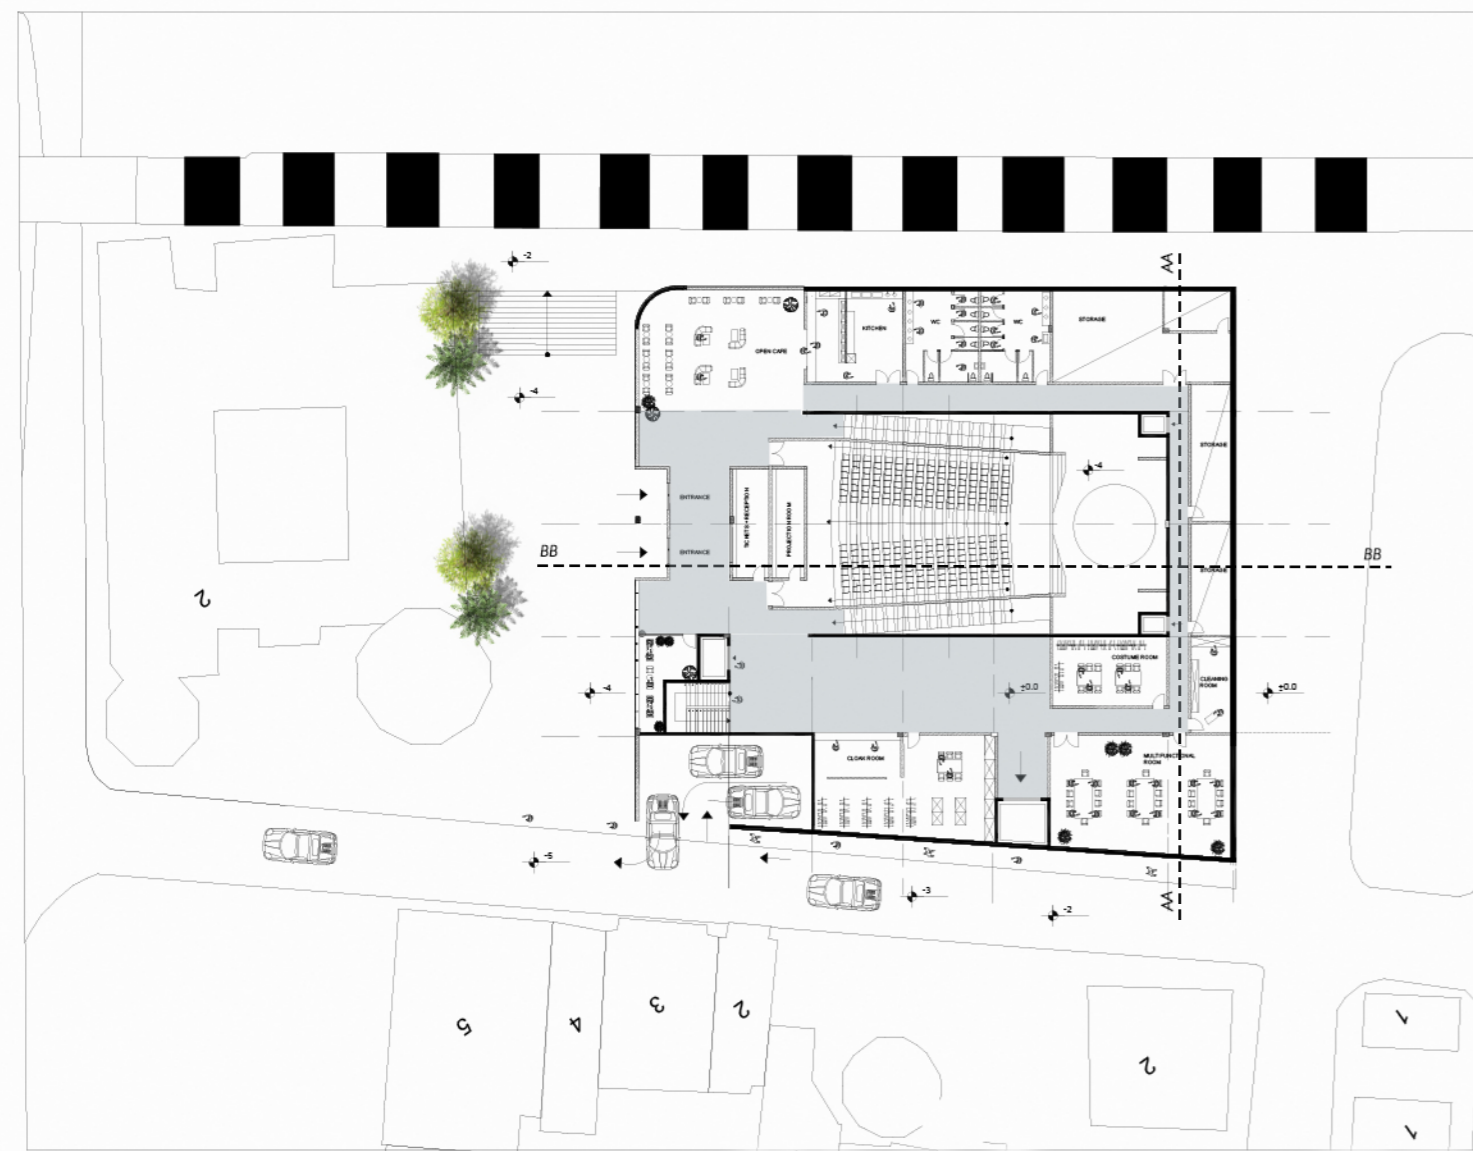 -2
AA
KITCHEN
WC
WC
STORAGE
OPEN CAFE
-4
STORAGE
-4
ENTRANCE
TICKETS + RECEPTION
PROJECTION ROOM
BB
ENTRANCE
BB
STORAGE
2
COSTUME ROOM
-4
±0.0
CLEANING
ROOM
±0.0
CLOAK ROOM
MULTIFUNCTIONAL
ROOM
-5
-3
AA
-2
5
4
3
2
2
1
1